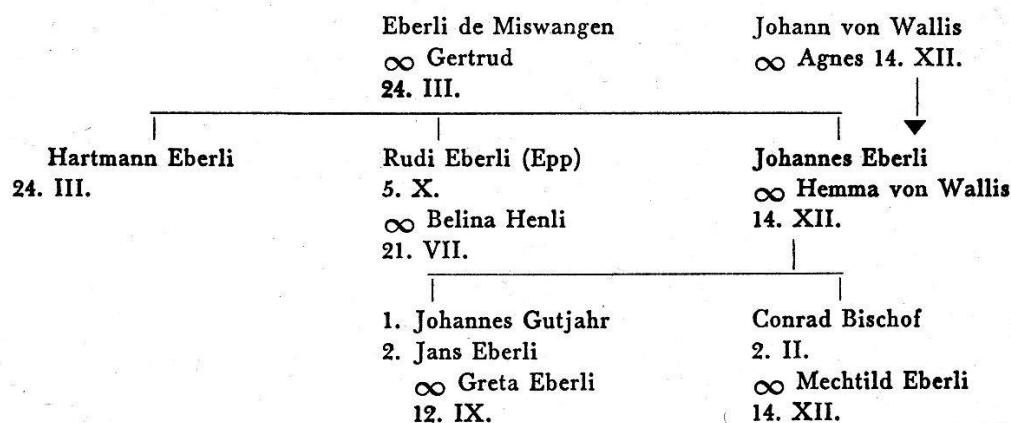 Eberli de Miswangen
∞ Gertrud
24. III.
Johann von Wallis
∞ Agnes 14. XII.
Hartmann Eberli
24. III.
Rudi Eberli (Epp)
5. X.
∞ Belina Henli
21. VII.
Johannes Eberli
∞ Hemma von Wallis
14. XII.
1. Johannes Gutjahr
2. Jans Eberli
∞ Greta Eberli
12. IX.
Conrad Bischof
2. II.
∞ Mechtild Eberli
14. XII.